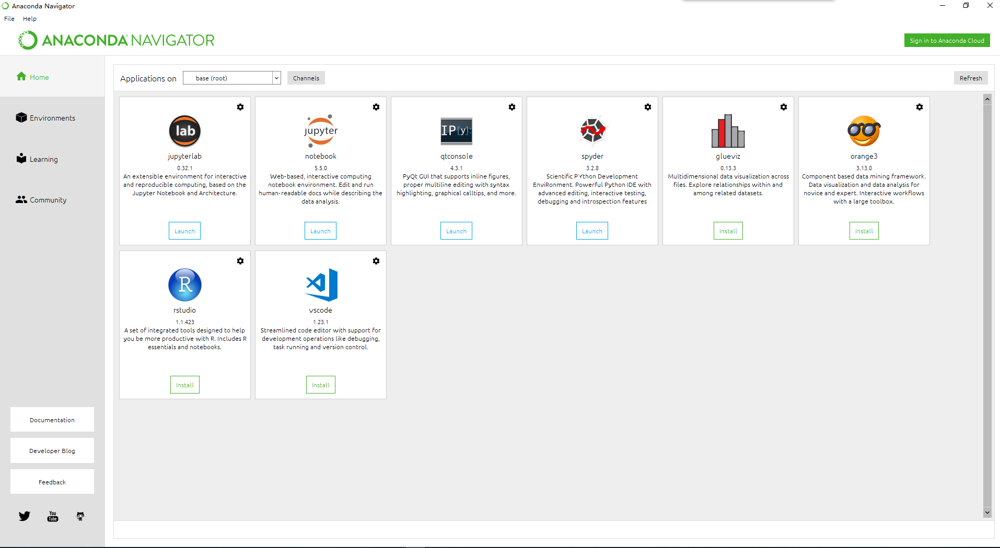 Anaconda Navigator
File Help
ANACONDA NAVIGATOR
Sign in to Anaconda Cloud
Home
Environments
Learning
Community
Documentation
Developer Blog
Feedback
You
Tube
Applications on base (root) Channels Refresh
lab
jupyterlab
0.32.1
An extensible environment for interactive
and reproducible computing, based on the
Jupyter Notebook and Architecture.
Launch
jupyter
notebook
5.5.0
Web-based, interactive computing
notebook environment. Edit and run
human-readable docs while describing the
data analysis.
Launch
IP[y]:
qtconsole
4.3.1
PyQt GUI that supports inline figures,
proper multiline editing with syntax
highlighting, graphical calltips, and more.
Launch
spyder
3.2.8
Scientific PYthon Development
EnviRonment. Powerful Python IDE with
advanced editing, interactive testing,
debugging and introspection features
Launch
glueviz
0.13.3
Multidimensional data visualization across
files. Explore relationships within and
among related datasets.
Install
orange3
3.13.0
Component based data mining framework.
Data visualization and data analysis for
novice and expert. Interactive workflows
with a large toolbox.
Install
R
rstudio
1.1.423
A set of integrated tools designed to help
you be more productive with R. Includes R
essentials and notebooks.
Install
vscode
1.23.1
Streamlined code editor with support for
development operations like debugging,
task running and version control.
Install